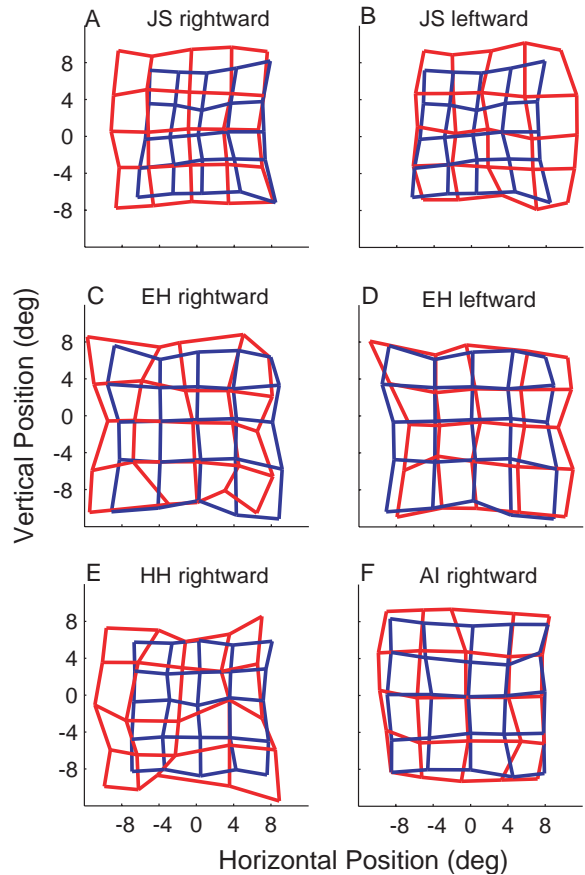 A JS rightward
B JS leftward
8
4
0
-4
-8
C EH rightward
D EH leftward
8
4
0
-4
-8
Vertical Position (deg)
E HH rightward
F AI rightward
8
4
0
-4
-8
-8 -4 0 4 8
-8 -4 0 4 8
Horizontal Position (deg)